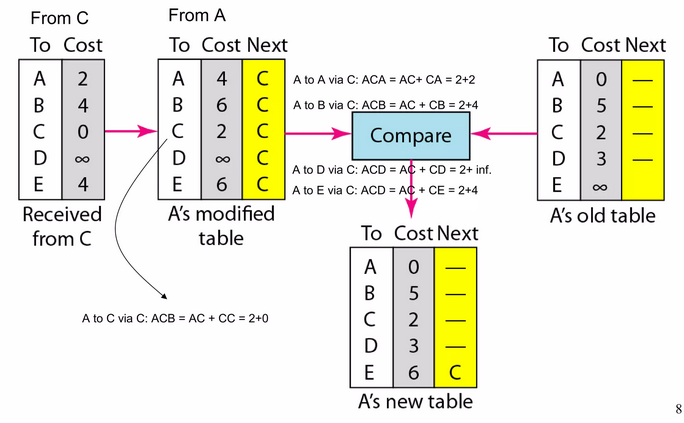 From C
From A
To Cost
A 2
B 4
C 0
D ∞
E 4
Received
from C
To Cost Next
A 4 C
B 6 C
C 2 C
D ∞ C
E 6 C
A's modified
table
A to A via C: ACA = AC+ CA = 2+2
A to B via C: ACB = AC + CB = 2+4
Compare
A to D via C: ACD = AC + CD = 2+ inf.
A to E via C: ACD = AC + CE = 2+4
To Cost Next
A 0 —
B 5 —
C 2 —
D 3 —
E ∞
A's old table
A to C via C: ACB = AC + CC = 2+0
To Cost Next
A 0 —
B 5 —
C 2 —
D 3 —
E 6 C
A's new table
8